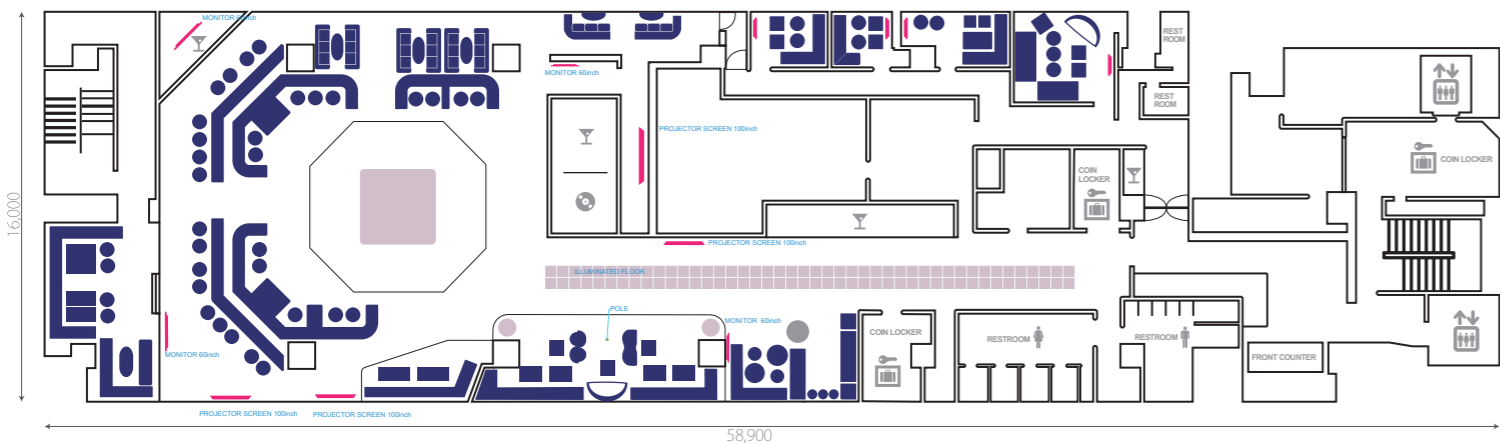 MONITOR 60inch
REST
ROOM
MONITOR 60inch
REST
ROOM
PROJECTOR SCREEN 100inch
COIN LOCKER
COIN
LOCKER
16,000
PROJECTOR SCREEN 100inch
ILLUMINATED FLOOR
POLE
MONITOR 60inch
COIN LOCKER
RESTROOM
RESTROOM
MONITOR 60inch
FRONT COUNTER
PROJECTOR SCREEN 100inch
PROJECTOR SCREEN 100inch
58,900